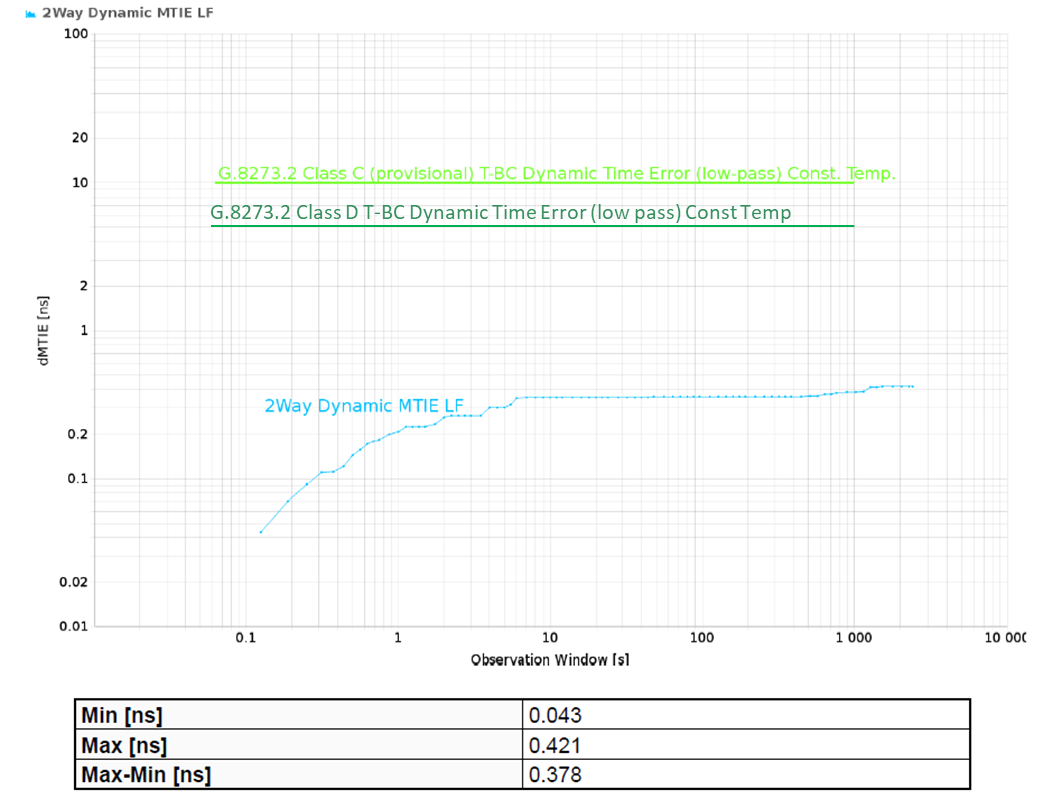 2Way Dynamic MTIE LF
100
20
G.8273.2 Class C (provisional) T-BC Dynamic Time Error (low-pass) Const. Temp.
10
G.8273.2 Class D T-BC Dynamic Time Error (low pass) Const Temp
2
1
dMTIE [ns]
2Way Dynamic MTIE LF
0.2
0.1
0.02
0.01
0.1 1 10 100 1 000 10 000
Observation Window [s]
Min [ns] 0.043
Max [ns] 0.421
Max-Min [ns] 0.378